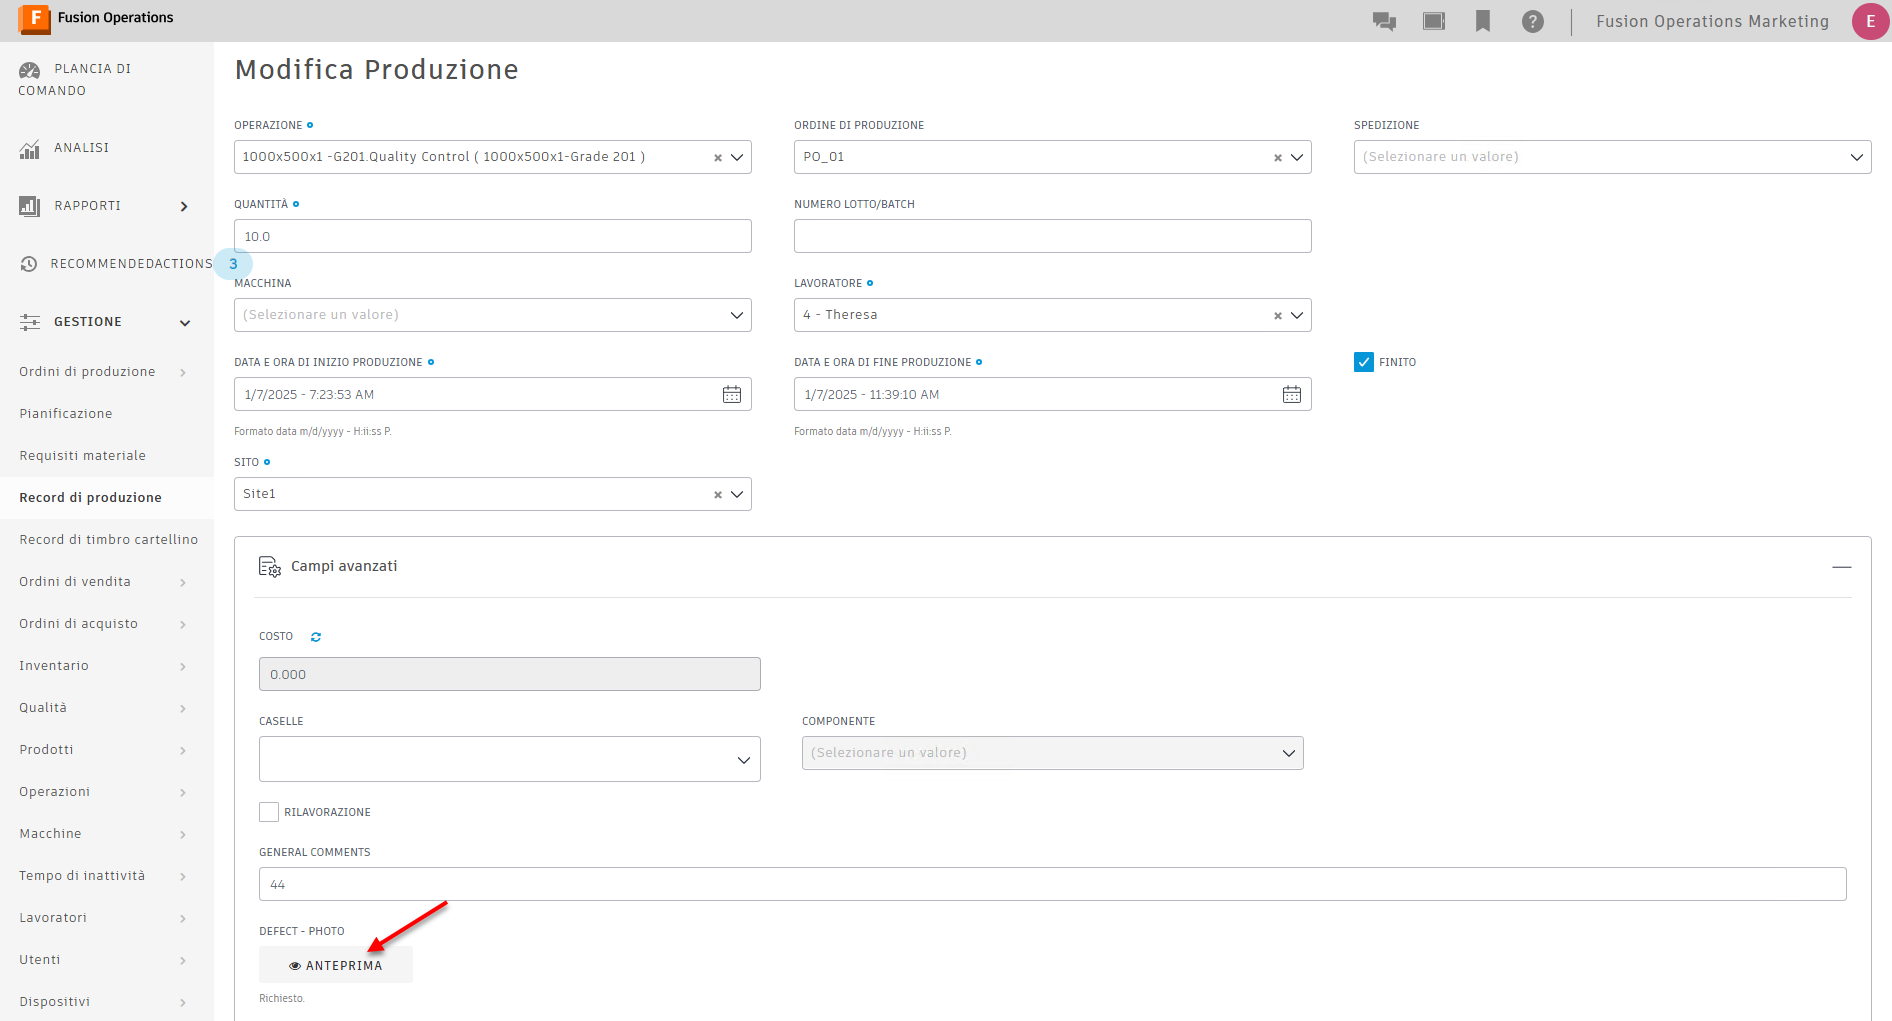 F Fusion Operations
?
Fusion Operations Marketing
E
PLANCIA DI
COMANDO
ANALISI
RAPPORTI
RECOMMENDEDACTIONS
3
GESTIONE
Ordini di produzione
Pianificazione
Requisiti materiale
Record di produzione
Record di timbro cartellino
Ordini di vendita
Ordini di acquisto
Inventario
Qualità
Prodotti
Operazioni
Macchine
Tempo di inattività
Lavoratori
Utenti
Dispositivi
Modifica Produzione
OPERAZIONE
1000x500x1 -G201.Quality Control ( 1000x500x1-Grade 201 )
ORDINE DI PRODUZIONE
PO_01
SPEDIZIONE
(Selezionare un valore)
QUANTITÀ
10.0
NUMERO LOTTO/BATCH
MACCHINA
(Selezionare un valore)
LAVORATORE
4 - Theresa
DATA E ORA DI INIZIO PRODUZIONE
1/7/2025 - 7:23:53 AM
Formato data m/d/yyyy - H:ii:ss P.
DATA E ORA DI FINE PRODUZIONE
1/7/2025 - 11:39:10 AM
Formato data m/d/yyyy - H:ii:ss P.
FINITO
SITO
Site1
Campi avanzati
COSTO
0.000
CASELLE
COMPONENTE
(Selezionare un valore)
RILAVORAZIONE
GENERAL COMMENTS
44
DEFECT - PHOTO
ANTEPRIMA
Richiesto.